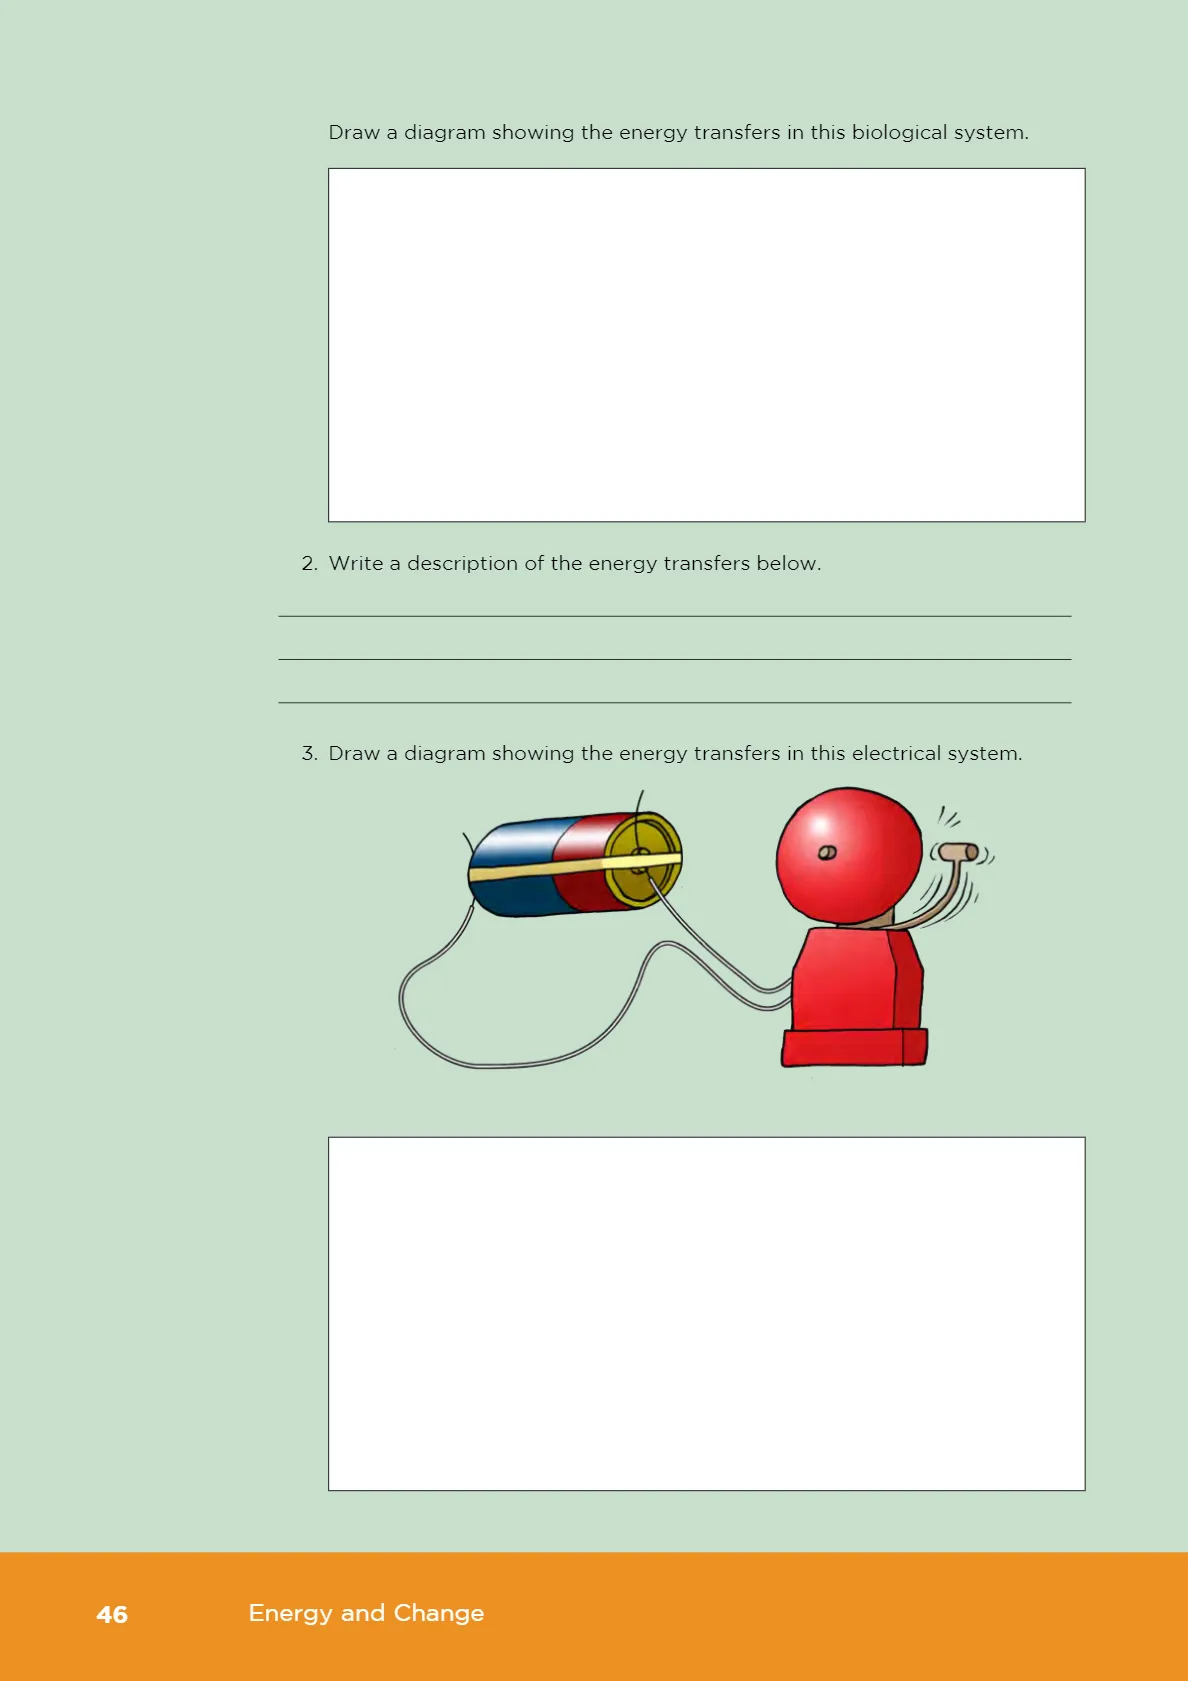 Draw a diagram showing the energy transfers in this biological system.
2. Write a description of the energy transfers below.
3. Draw a diagram showing the energy transfers in this electrical system.
46 Energy and Change